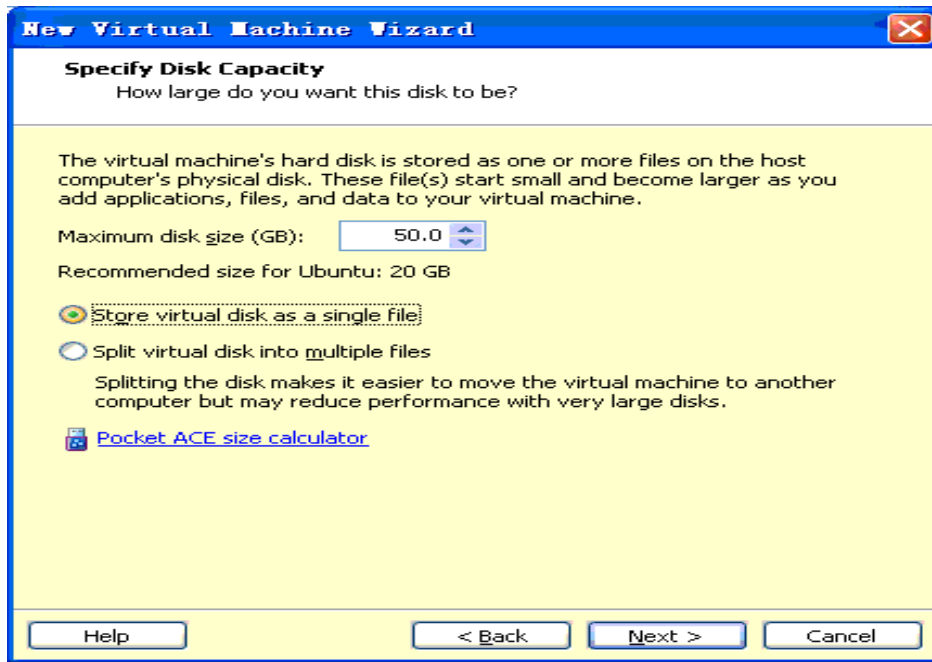 New Virtual Machine Wizard
Specify Disk Capacity
How large do you want this disk to be?
The virtual machine's hard disk is stored as one or more files on the host
computer's physical disk. These file(s) start small and become larger as you
add applications, files, and data to your virtual machine.
Maximum disk size (GB): 50.0
Recommended size for Ubuntu: 20 GB
Store virtual disk as a single file
Split virtual disk into multiple files
Splitting the disk makes it easier to move the virtual machine to another
computer but may reduce performance with very large disks.
Pocket ACE size calculator
Help < Back Next > Cancel